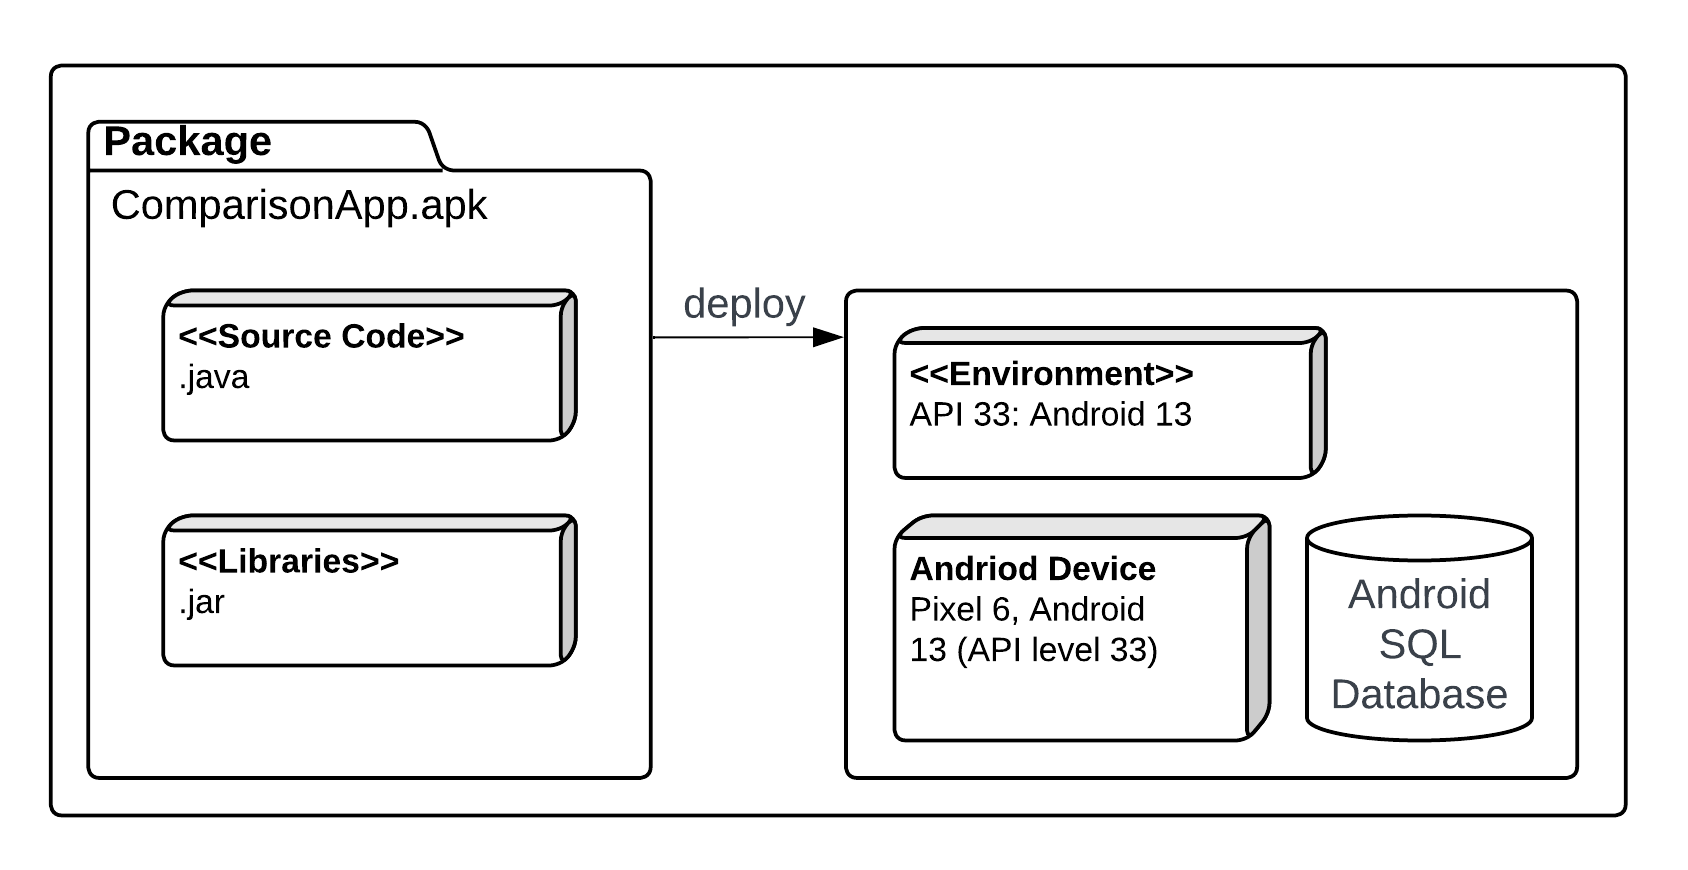 Package
ComparisonApp.apk
<<Source Code>>
.java
<<Libraries>>
.jar
deploy
<<Environment>>
API 33: Android 13
Andriod Device
Pixel 6, Android
13 (API level 33)
Android
SQL
Database